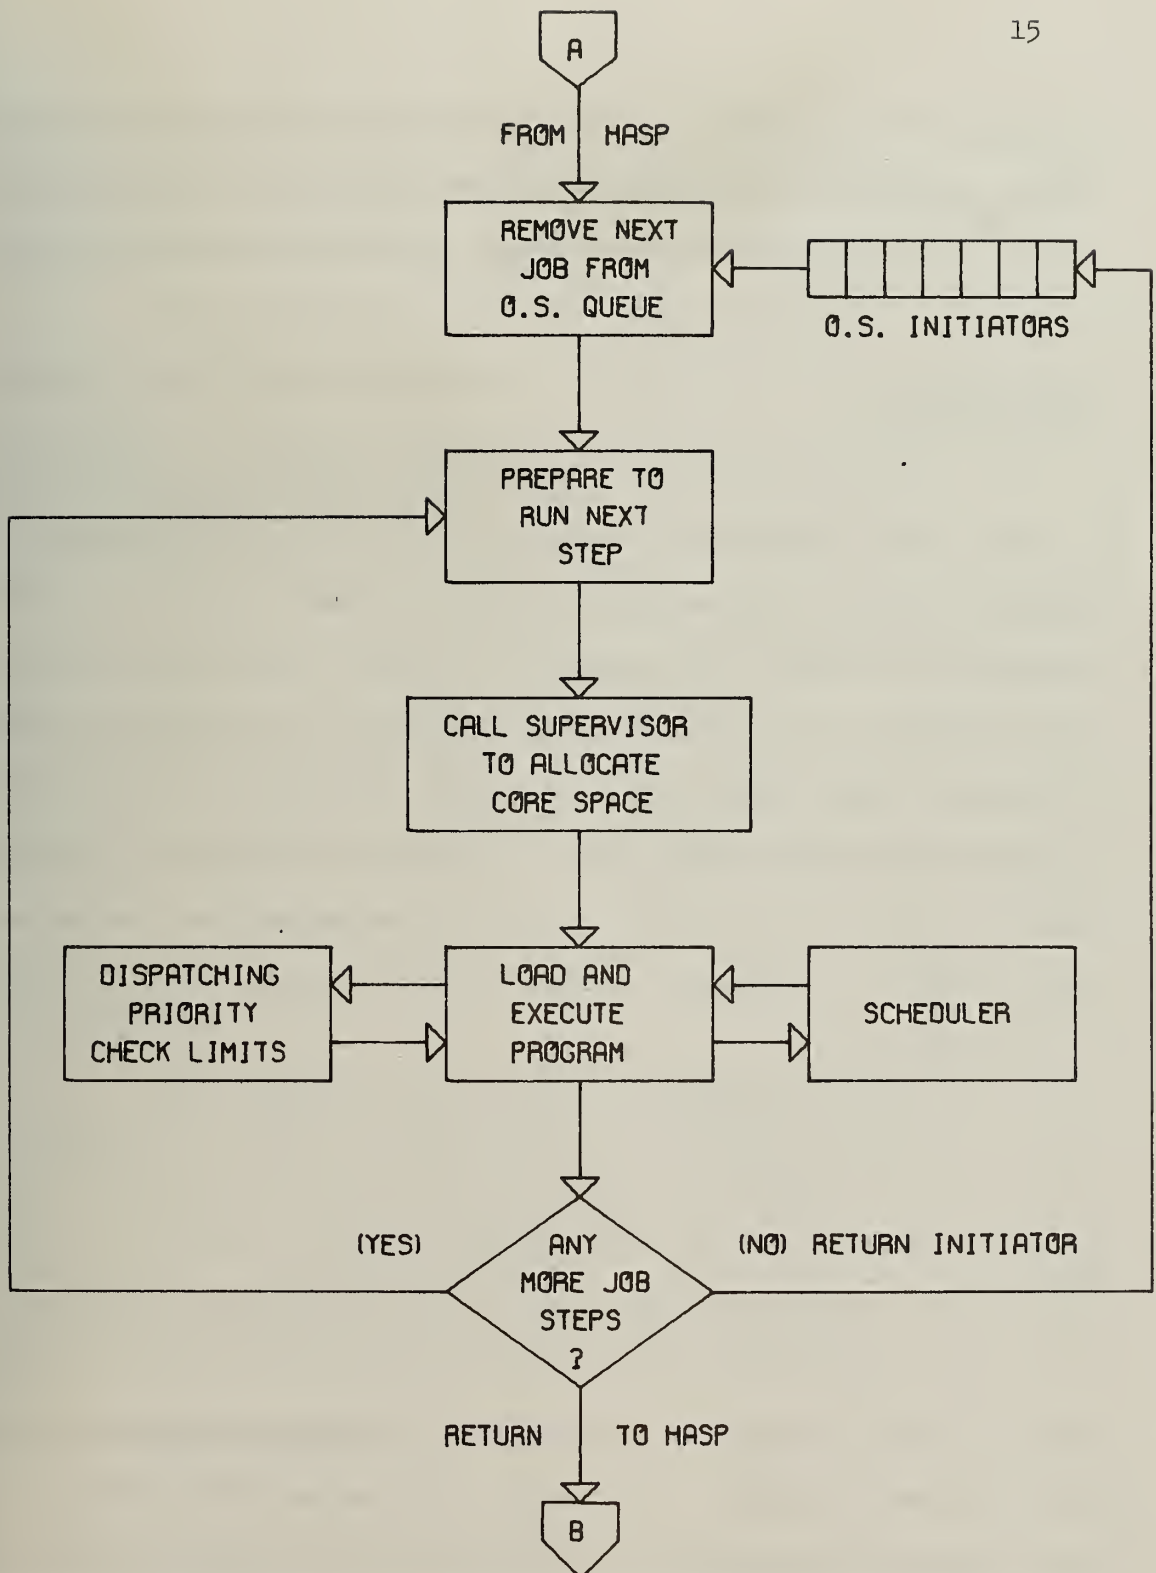 15
A
FROM HASP
REMOVE NEXT
JOB FROM
O.S. QUEUE
O.S. INITIATORS
PREPARE TO
RUN NEXT
STEP
CALL SUPERVISOR
TO ALLOCATE
CORE SPACE
DISPATCHING
PRIORITY
CHECK LIMITS
LOAD AND
EXECUTE
PROGRAM
SCHEDULER
(YES)
ANY
MORE JOB
STEPS
?
(NO) RETURN INITIATOR
RETURN TO HASP
B